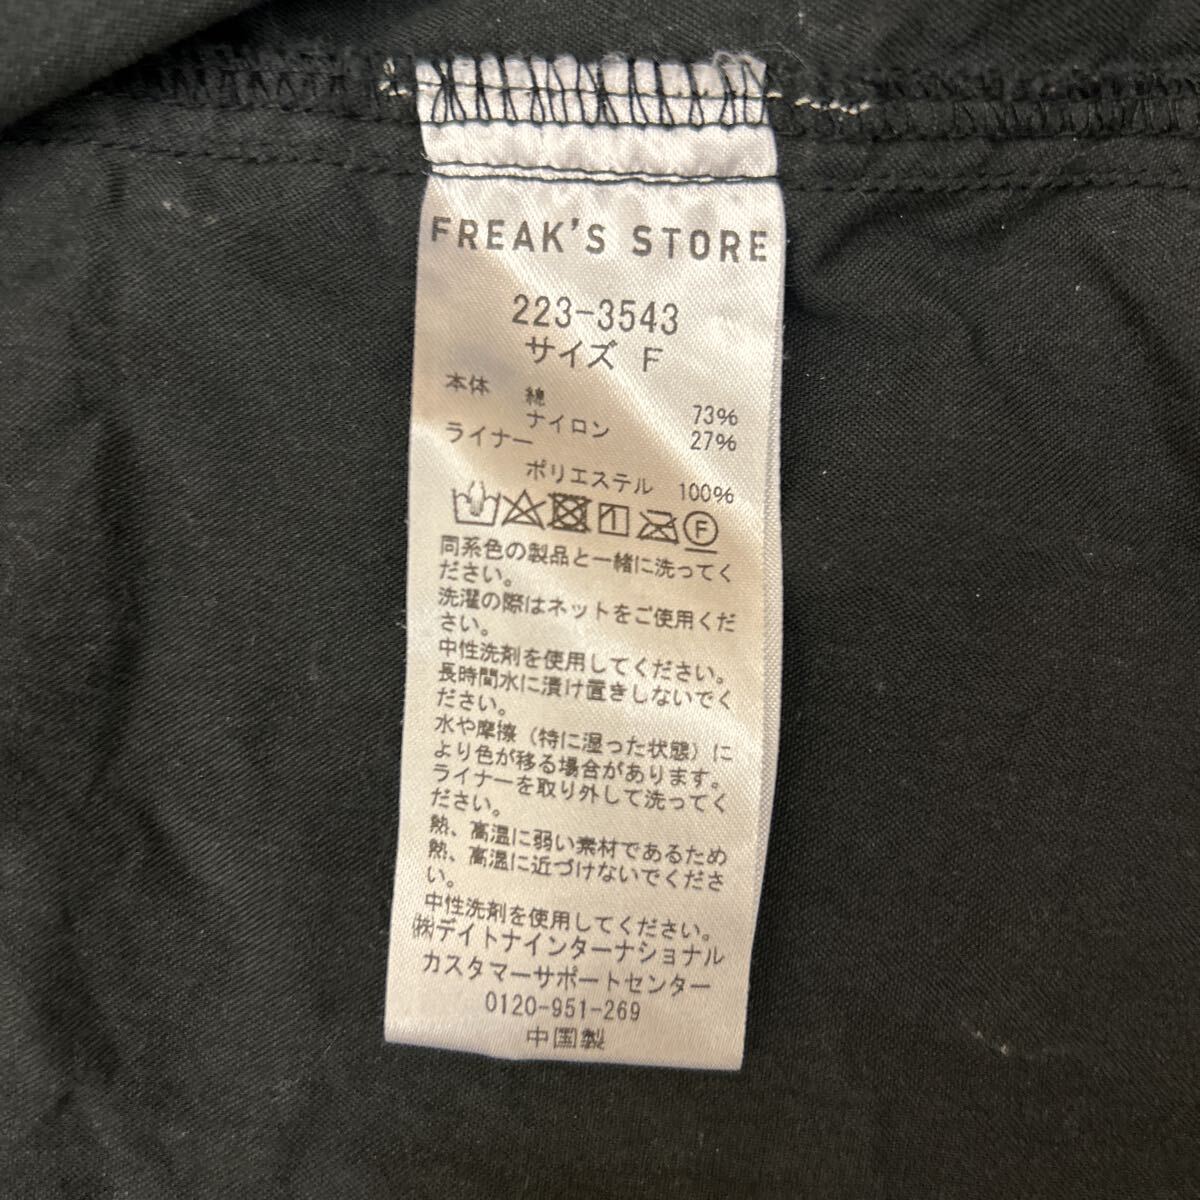 FREAK'S STORE
223-3543
サイズ F
本体 綿 73%
ナイロン 27%
ライナー
ポリエステル 100%
F
同系色の製品と一緒に洗ってく
ださい。
洗濯の際はネットをご使用くだ
さい。
中性洗剤を使用してください。
長時間水に漬け置きしないでく
ださい。
水や摩擦（特に湿った状態）に
より色が移る場合があります。
ライナーを取り外して洗ってく
ださい。
熱、高温に弱い素材であるため
熱、高温に近づけないでくださ
い。
中性洗剤を使用してください。
㈱デイトナインターナショナル
カスタマーサポートセンター
0120-951-269
中国製